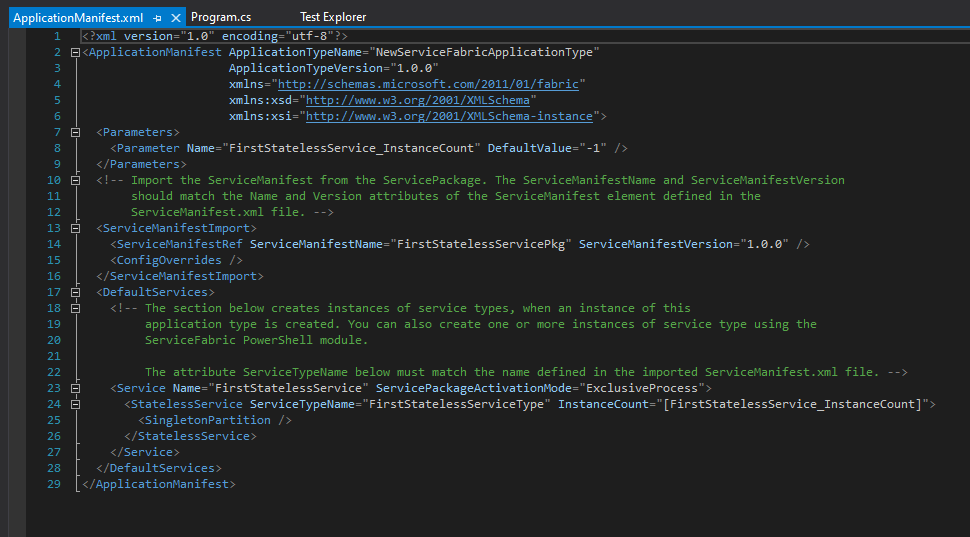 ApplicationManifest.xml Program.cs Test Explorer
1 <?xml version="1.0" encoding="utf-8"?>
2 <ApplicationManifest ApplicationTypeName="NewServiceFabricApplicationType"
3 ApplicationTypeVersion="1.0.0"
4 xmlns="http://schemas.microsoft.com/2011/01/fabric"
5 xmlns:xsd="http://www.w3.org/2001/XMLSchema"
6 xmlns:xsi="http://www.w3.org/2001/XMLSchema-instance">
7 <Parameters>
8 <Parameter Name="FirstStatelessService_InstanceCount" DefaultValue="-1" />
9 </Parameters>
10 <!-- Import the ServiceManifest from the ServicePackage. The ServiceManifestName and ServiceManifestVersion
11 should match the Name and Version attributes of the ServiceManifest element defined in the
12 ServiceManifest.xml file. -->
13 <ServiceManifestImport>
14 <ServiceManifestRef ServiceManifestName="FirstStatelessServicePkg" ServiceManifestVersion="1.0.0" />
15 <ConfigOverrides />
16 </ServiceManifestImport>
17 <DefaultServices>
18 <!-- The section below creates instances of service types, when an instance of this
19 application type is created. You can also create one or more instances of service type using the
20 ServiceFabric PowerShell module.
21
22 The attribute ServiceTypeName below must match the name defined in the imported ServiceManifest.xml file. -->
23 <Service Name="FirstStatelessService" ServicePackageActivationMode="ExclusiveProcess">
24 <StatelessService ServiceTypeName="FirstStatelessServiceType" InstanceCount="[FirstStatelessService_InstanceCount]">
25 <SingletonPartition />
26 </StatelessService>
27 </Service>
28 </DefaultServices>
29 </ApplicationManifest>